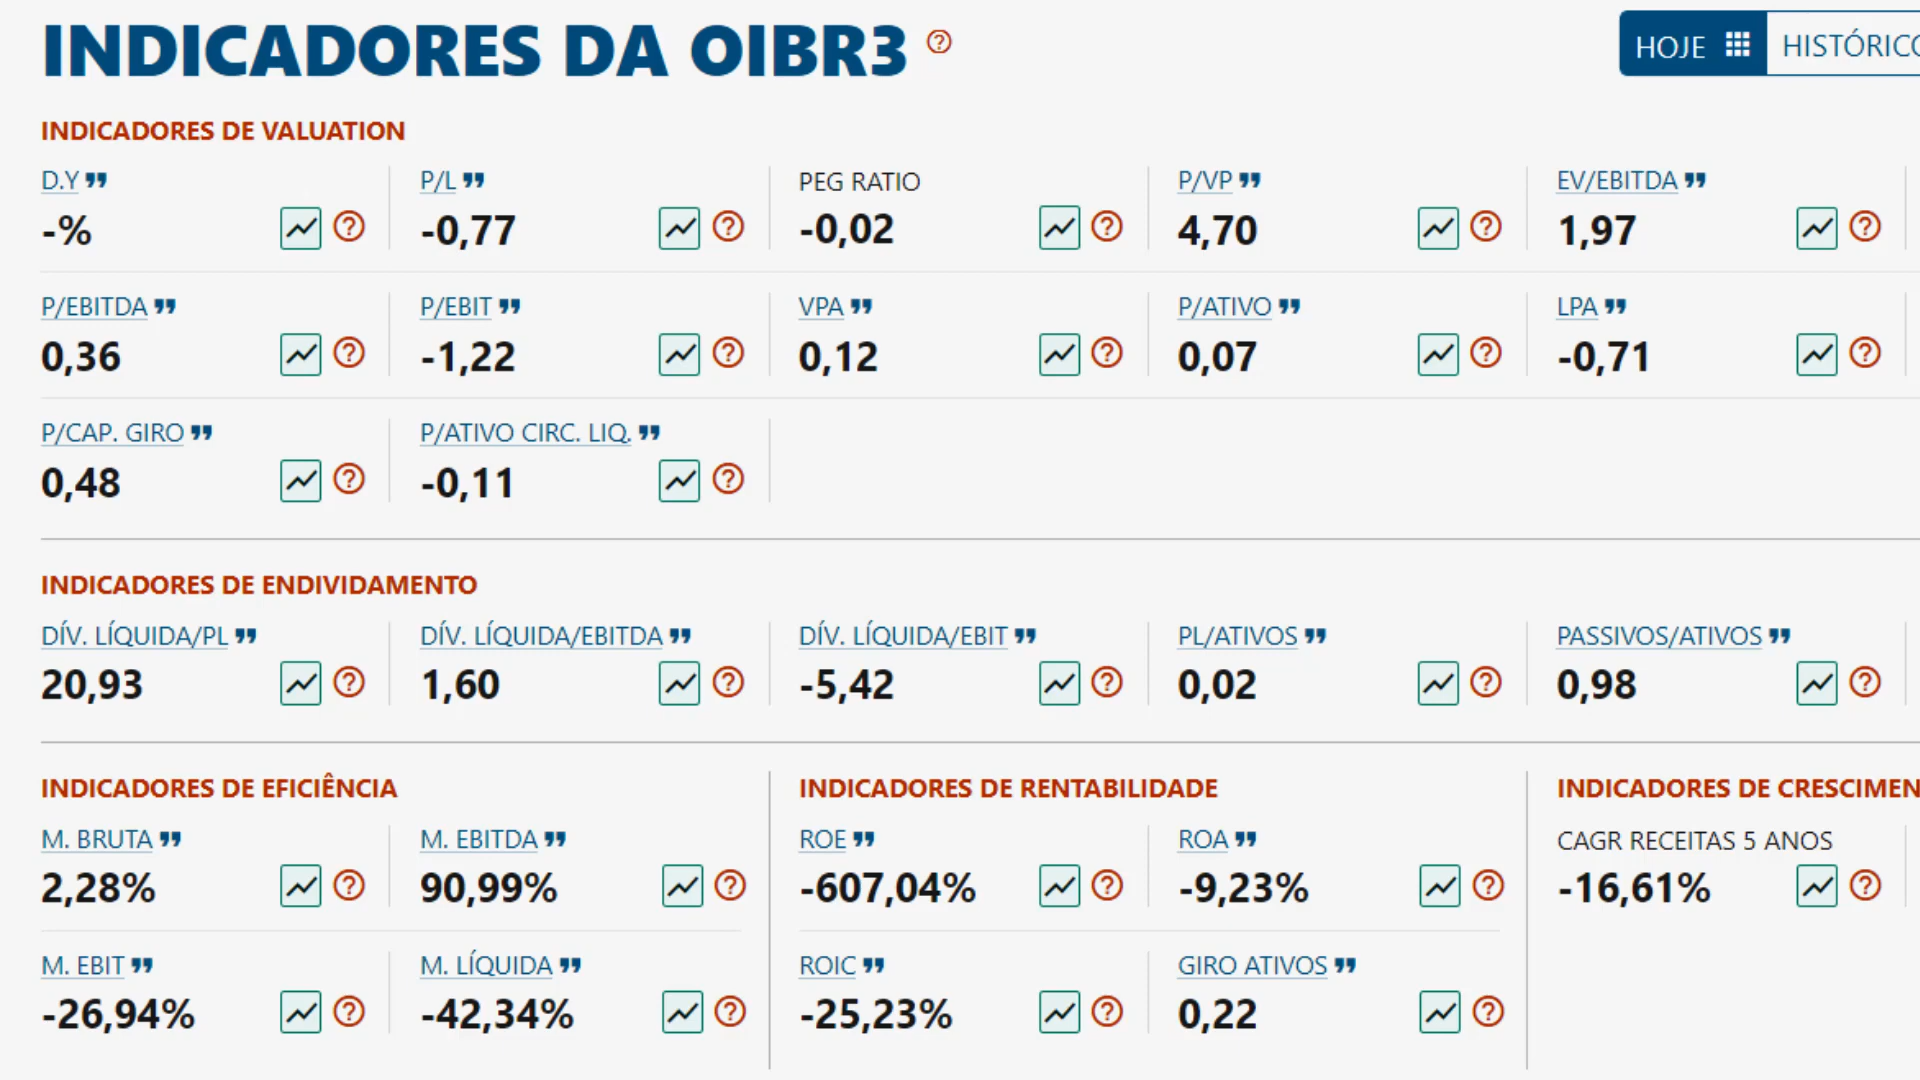 INDICADORES DA OIBR3
HOJE
HISTÓRICO
INDICADORES DE VALUATION
D.Y
P/L
PEG RATIO
P/VP
EV/EBITDA
-%
-0,77
-0,02
4,70
1,97
P/EBITDA
P/EBIT
VPA
P/ATIVO
LPA
0,36
-1,22
0,12
0,07
-0,71
P/CAP. GIRO
P/ATIVO CIRC. LIQ.
0,48
-0,11
INDICADORES DE ENDIVIDAMENTO
DÍV. LÍQUIDA/PL
DÍV. LÍQUIDA/EBITDA
DÍV. LÍQUIDA/EBIT
PL/ATIVOS
PASSIVOS/ATIVOS
20,93
1,60
-5,42
0,02
0,98
INDICADORES DE EFICIÊNCIA
M. BRUTA
M. EBITDA
2,28%
90,99%
M. EBIT
M. LÍQUIDA
-26,94%
-42,34%
INDICADORES DE RENTABILIDADE
ROE
ROA
-607,04%
-9,23%
ROIC
GIRO ATIVOS
-25,23%
0,22
INDICADORES DE CRESCIMEN
CAGR RECEITAS 5 ANOS
-16,61%